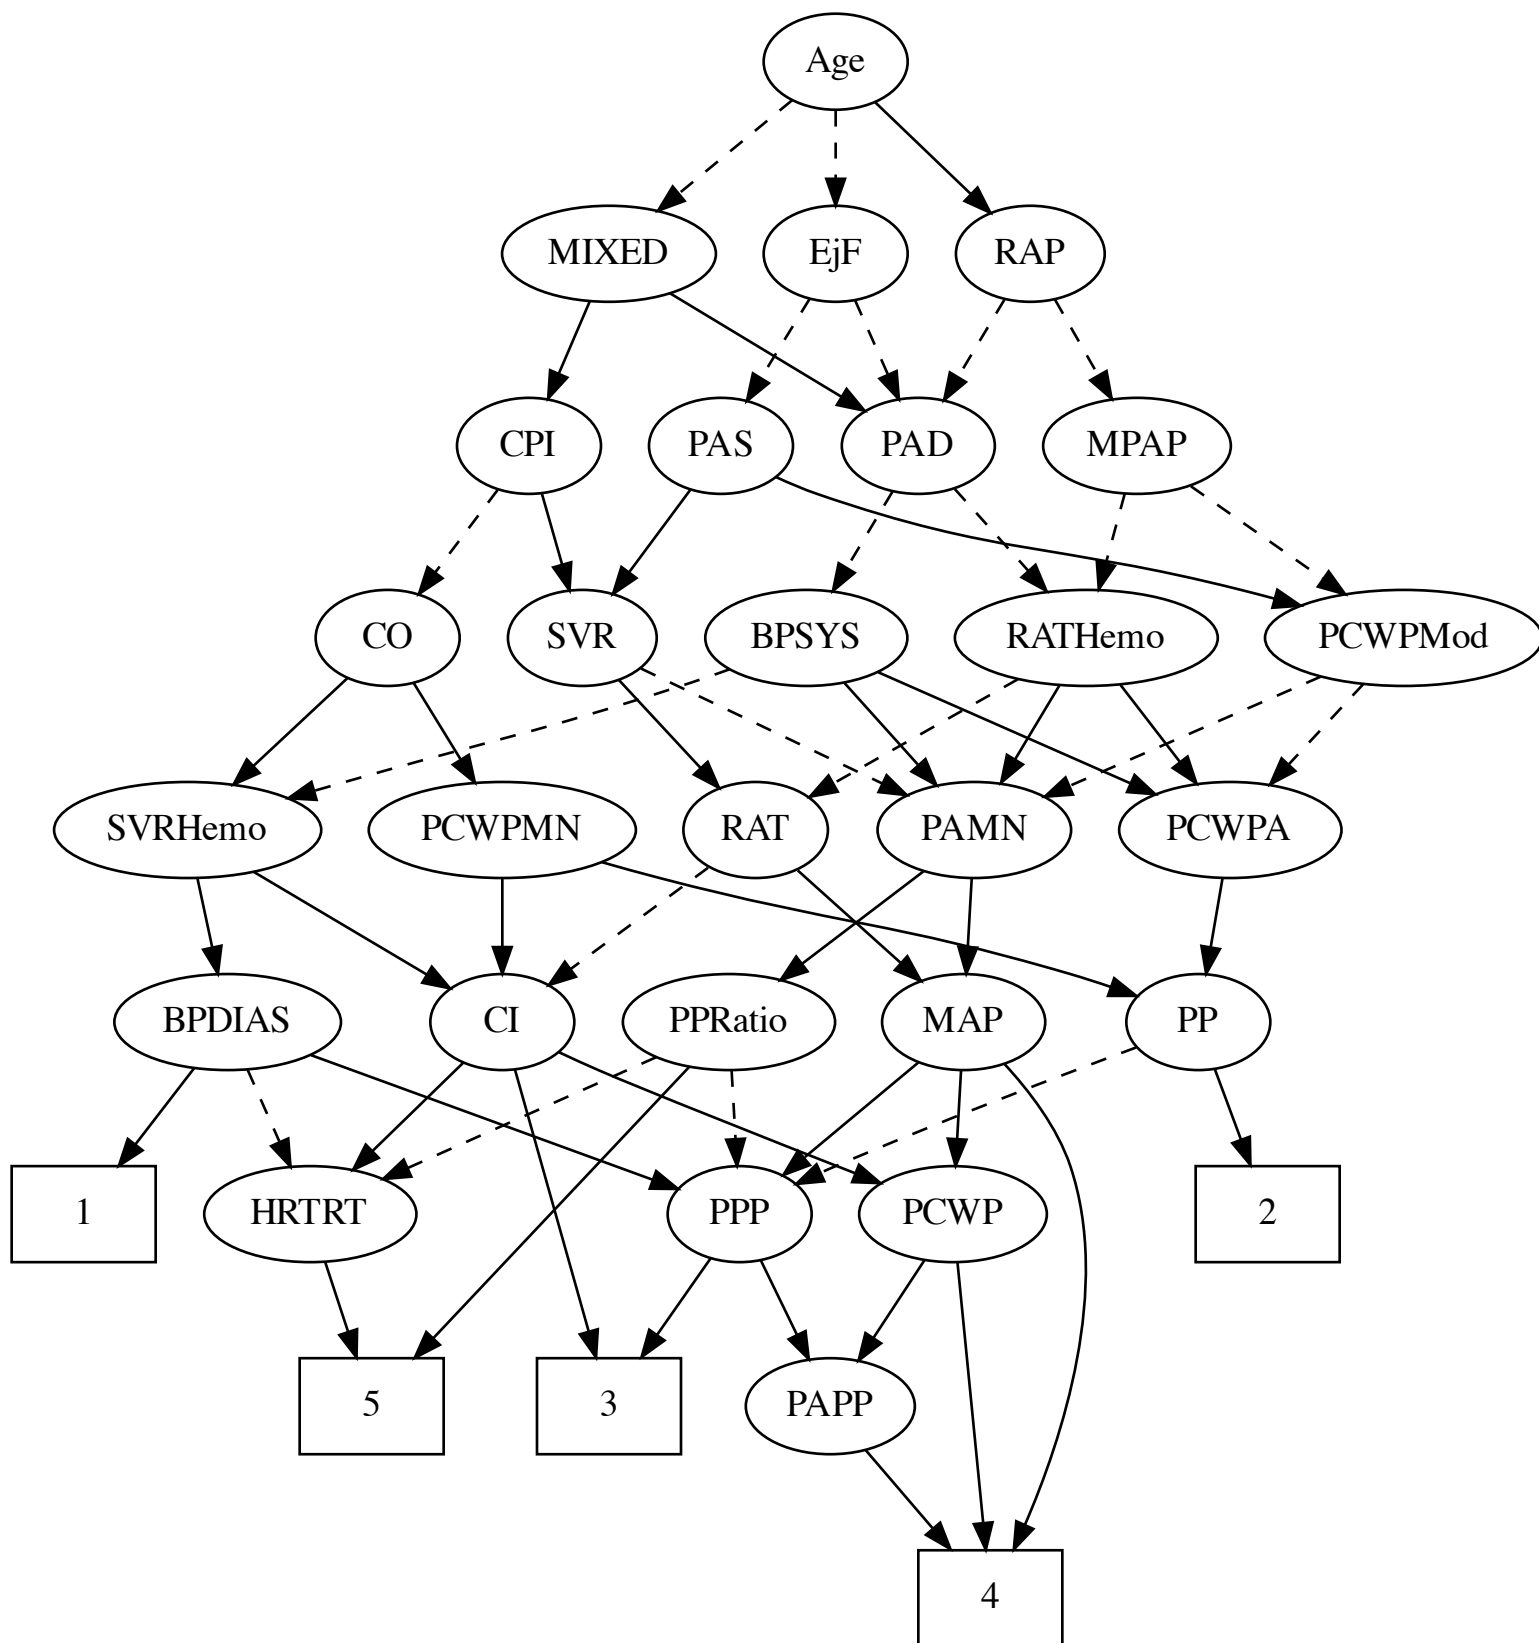 Age
MIXED
EjF
RAP
CPI
PAS
PAD
MPAP
CO
SVR
BPSYS
RATHemo
PCWPMod
SVRHemo
PCWPMN
RAT
PAMN
PCWPA
BPDIAS
CI
PPRatio
MAP
PP
1
HRTRT
PPP
PCWP
2
5
3
PAPP
4